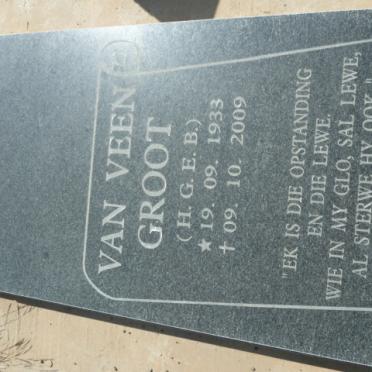 VAN VEEN
GROOT
(H. G. E. B.)
★ 19. 09. 1933
✝ 09. 10. 2009
"EK IS DIE OPSTANDING
EN DIE LEWE.
WIE IN MY GLO, SAL LEWE,
AL STERWE HY OOK."